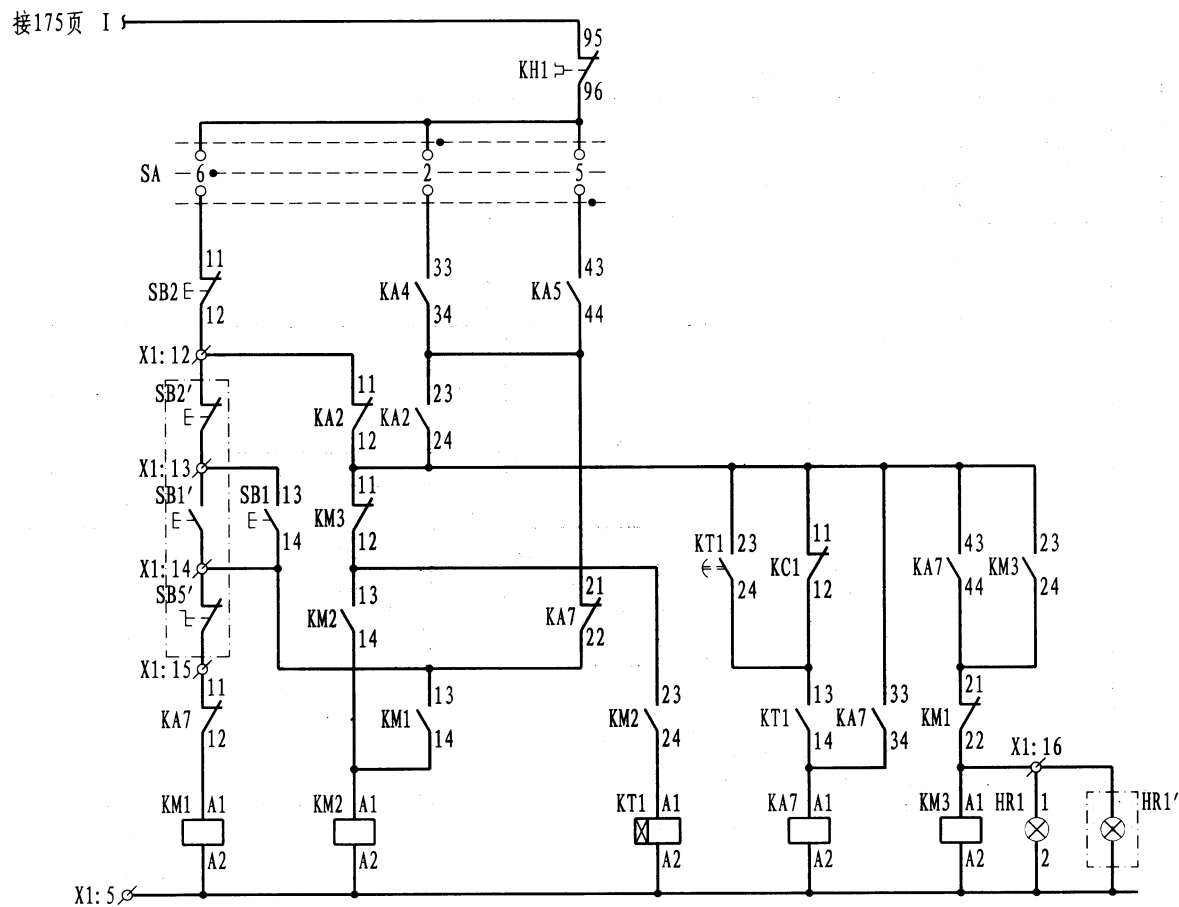 接175页 I
95
KH1
96
SA 6 2 5
11 33 43
SB2 KA4 KA5
12 34 44
X1:12
SB2′ 11 23
KA2 KA2
12 24
X1:13
SB1′ SB1 13 11 23 11 43 23
KM3 KT1 KC1 KA7 KM3
14 12 24 12 44 24
X1:14
SB5′ 13 21
KM2 KA7
14 22
X1:15
11 13 23 13 33 21
KA7 KM1 KM2 KT1 KA7 KM1
12 14 24 14 34 22
X1:16
KM1 A1 KM2 A1 KT1 A1 KA7 A1 KM3 A1 HR1 1 HR1′
A2 A2 A2 A2 A2 2
X1:5